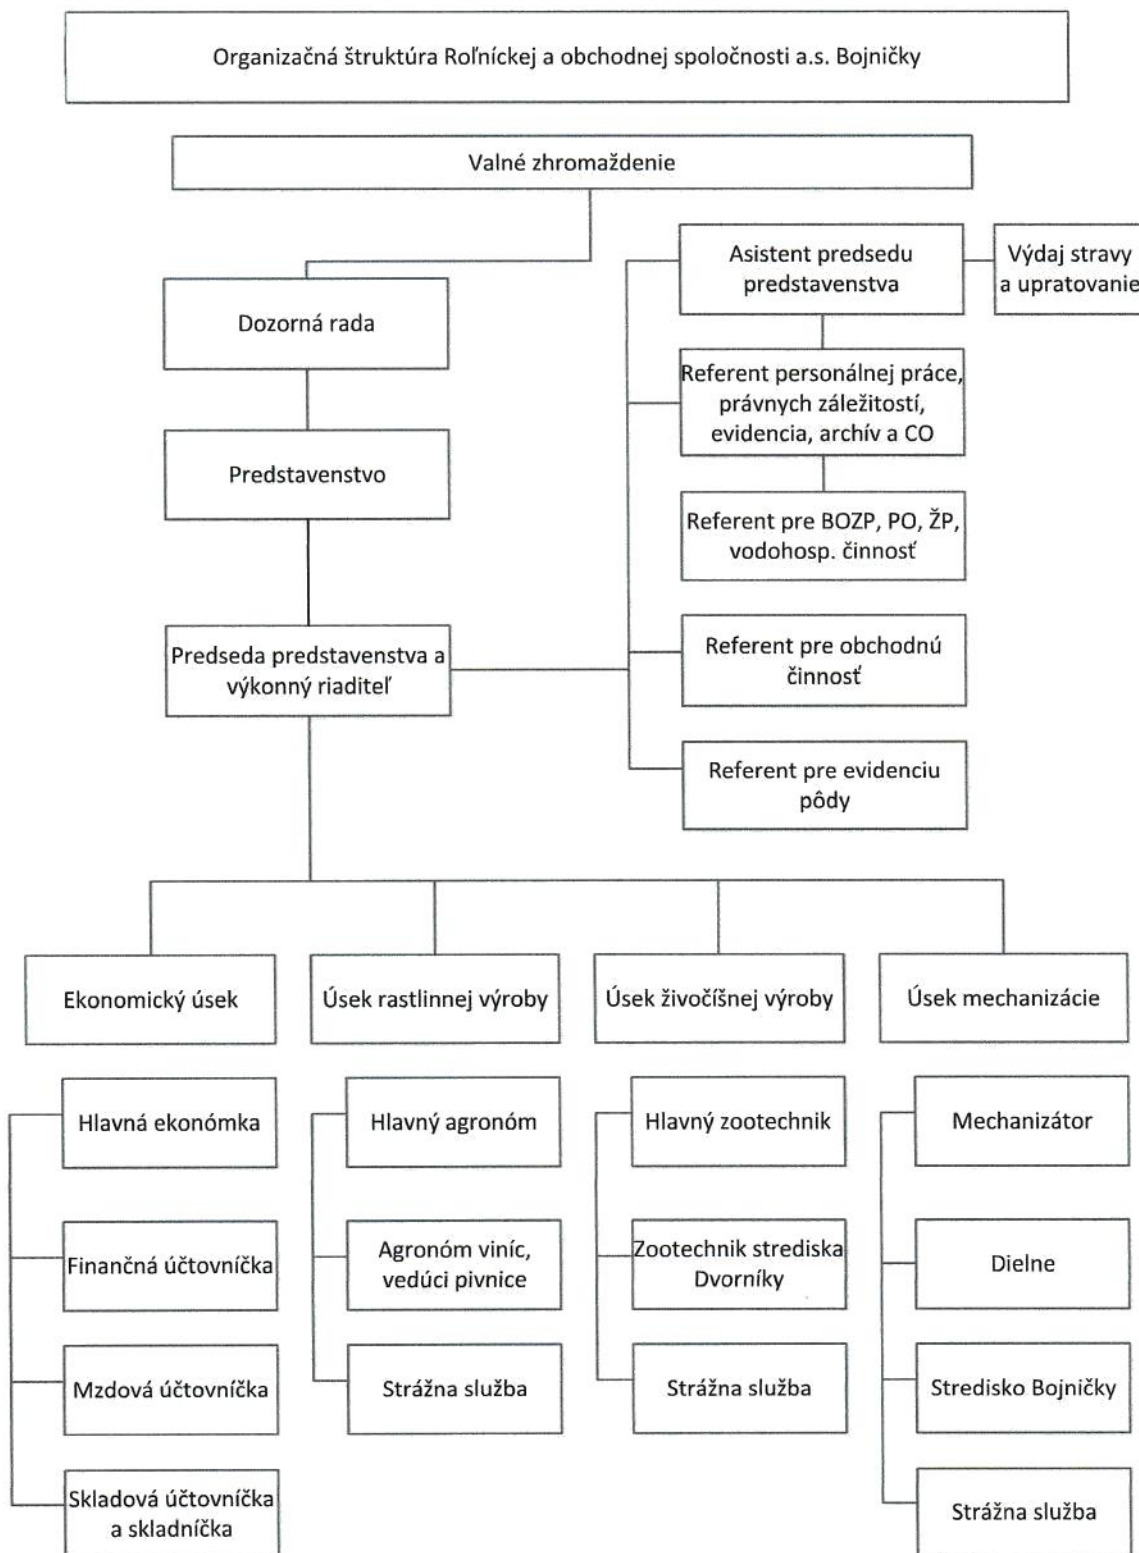 Organizačná štruktúra Roľníckej a obchodnej spoločnosti a.s. Bojničky
Valné zhromaždenie
Asistent predsedu
predstavenstva
Výdaj stravy
a upratovanie
Dozorná rada
Referent personálnej práce,
právnych záležitostí,
evidencia, archív a CO
Predstavenstvo
Referent pre BOZP, PO, ŽP,
vodohosp. činnosť
Predseda predstavenstva a
výkonný riaditeľ
Referent pre obchodnú
činnosť
Referent pre evidenciu
pôdy
Ekonomický úsek
Úsek rastlinnej výroby
Úsek živočíšnej výroby
Úsek mechanizácie
Hlavná ekonómka
Hlavný agronóm
Hlavný zootechnik
Mechanizátor
Finančná účtovníčka
Agronóm viníc,
vedúci pivnice
Zootechnik strediska
Dvorníky
Dielne
Mzdová účtovníčka
Strážna služba
Strážna služba
Stredisko Bojničky
Skladová účtovníčka
a skladníčka
Strážna služba